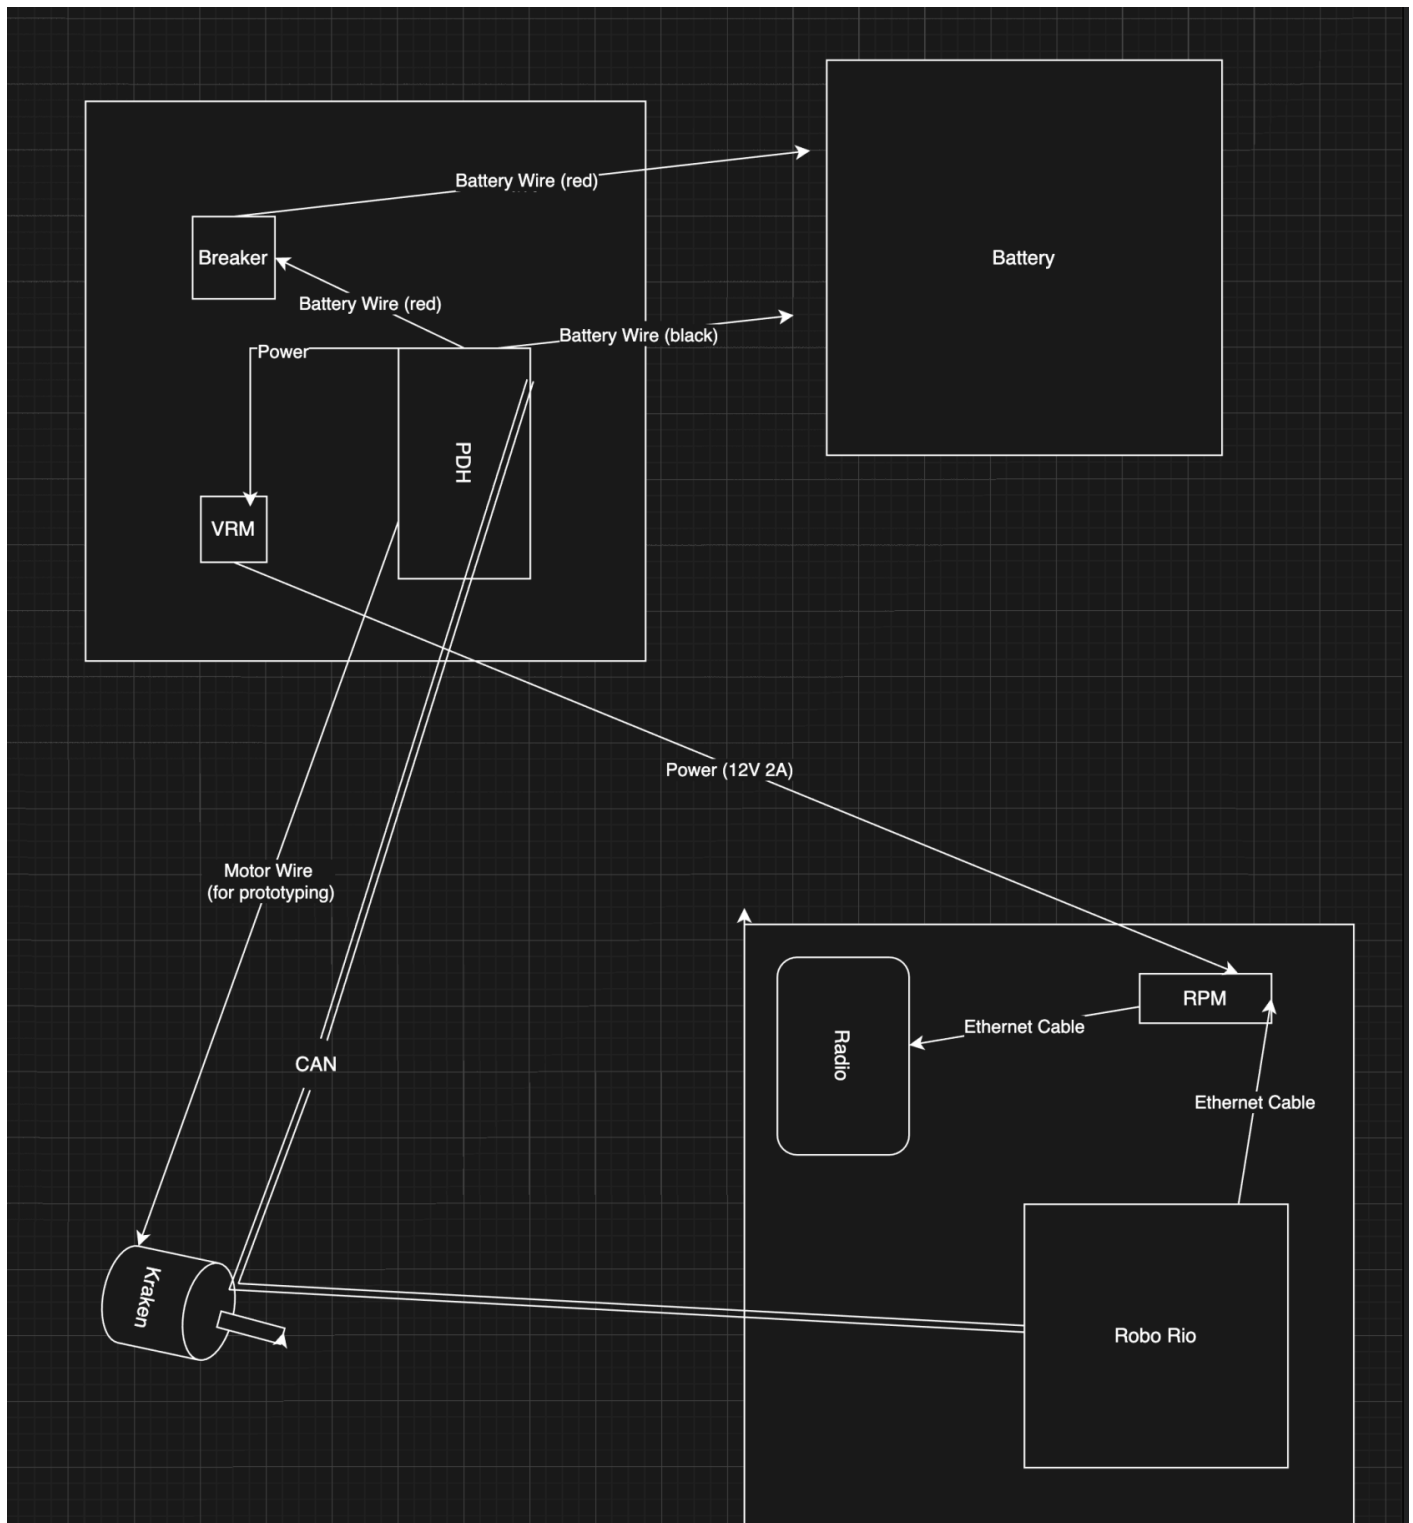 Battery Wire (red)
Breaker
Battery
Battery Wire (red)
Battery Wire (black)
Power
PDH
VRM
Power (12V 2A)
Motor Wire
(for prototyping)
RPM
Ethernet Cable
Radio
CAN
Ethernet Cable
Kraken
Robo Rio